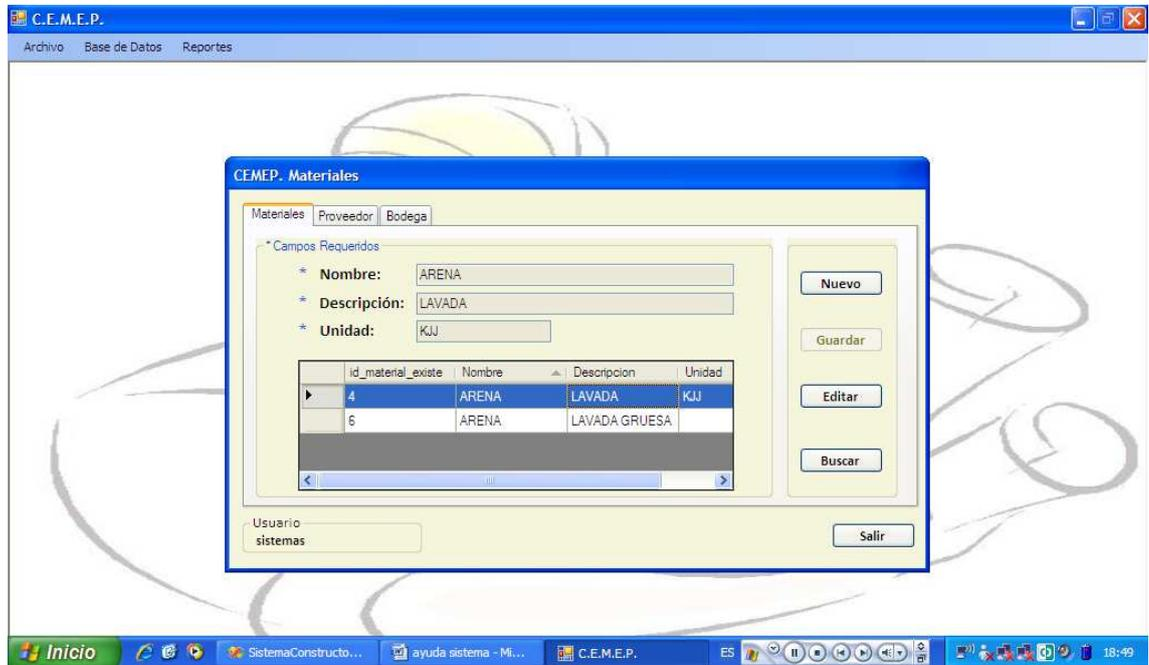 C.E.M.E.P.
Archivo Base de Datos Reportes
CEMEP. Materiales
Materiales Proveedor Bodega
* Campos Requeridos
* Nombre: ARENA
* Descripción: LAVADA
* Unidad: KJJ
id_material_existe Nombre Descripcion Unidad
4 ARENA LAVADA KJJ
6 ARENA LAVADA GRUESA
Nuevo
Guardar
Editar
Buscar
Usuario
sistemas
Salir
Inicio SistemaConstructo... ayuda sistema - Mi... C.E.M.E.P. ES 18:49